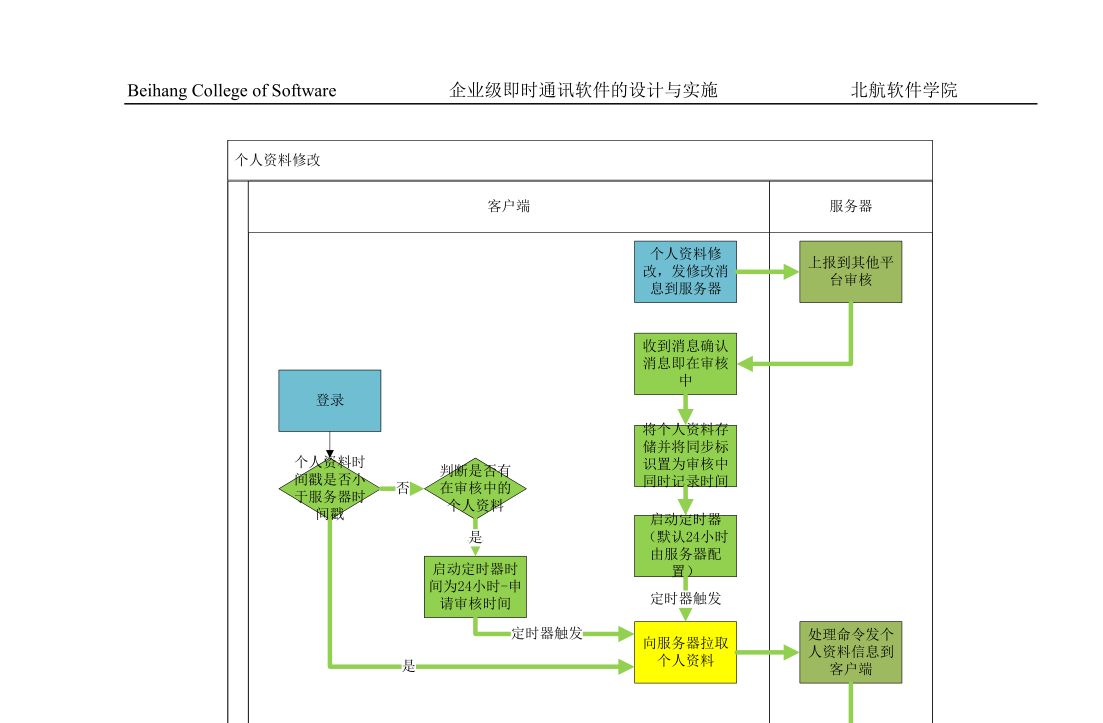 Beihang College of Software 企业级即时通讯软件的设计与实施 北航软件学院
个人资料修改
客户端 服务器
个人资料修
改，发修改消
息到服务器
上报到其他平
台审核
收到消息确认
消息即在审核
中
登录
将个人资料存
储并将同步标
识置为审核中
同时记录时间
个人资料时
间戳是否小
于服务器时
间戳
否
判断是否有
在审核中的
个人资料
是
启动定时器
（默认24小时
由服务器配
置）
启动定时器时
间为24小时-申
请审核时间
定时器触发
定时器触发
向服务器拉取
个人资料
处理命令发个
人资料信息到
客户端
是